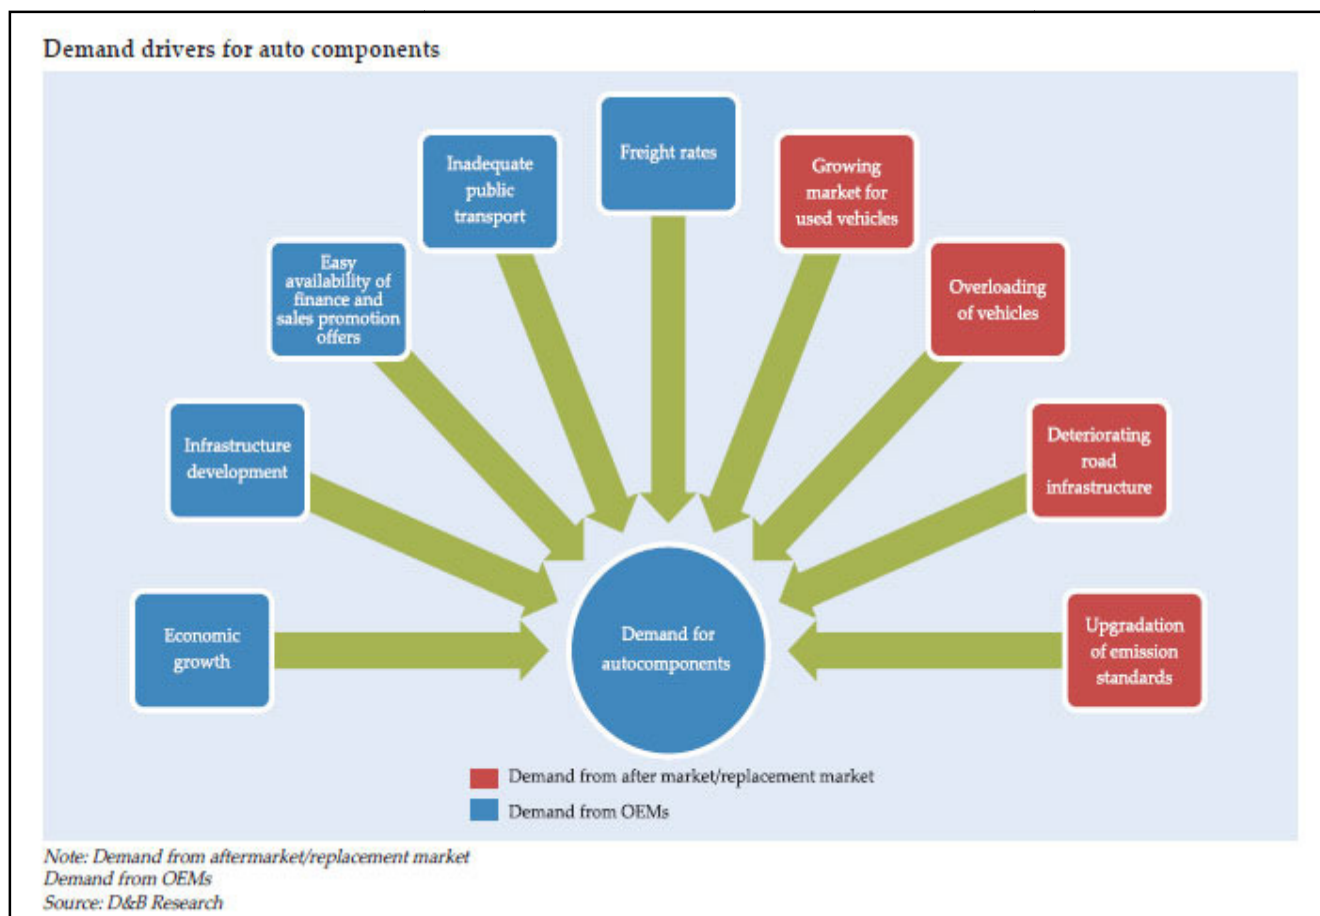 Demand drivers for auto components
Freight rates
Inadequate
public
transport
Growing
market for
used vehicles
Easy
availability of
finance and
sales promotion
offers
Overloading
of vehicles
Infrastructure
development
Deteriorating
road
infrastructure
Economic
growth
Demand for
autocomponents
Upgradation
of emission
standards
Demand from after market/replacement market
Demand from OEMs
Note: Demand from aftermarket/replacement market
Demand from OEMs
Source: D&B Research